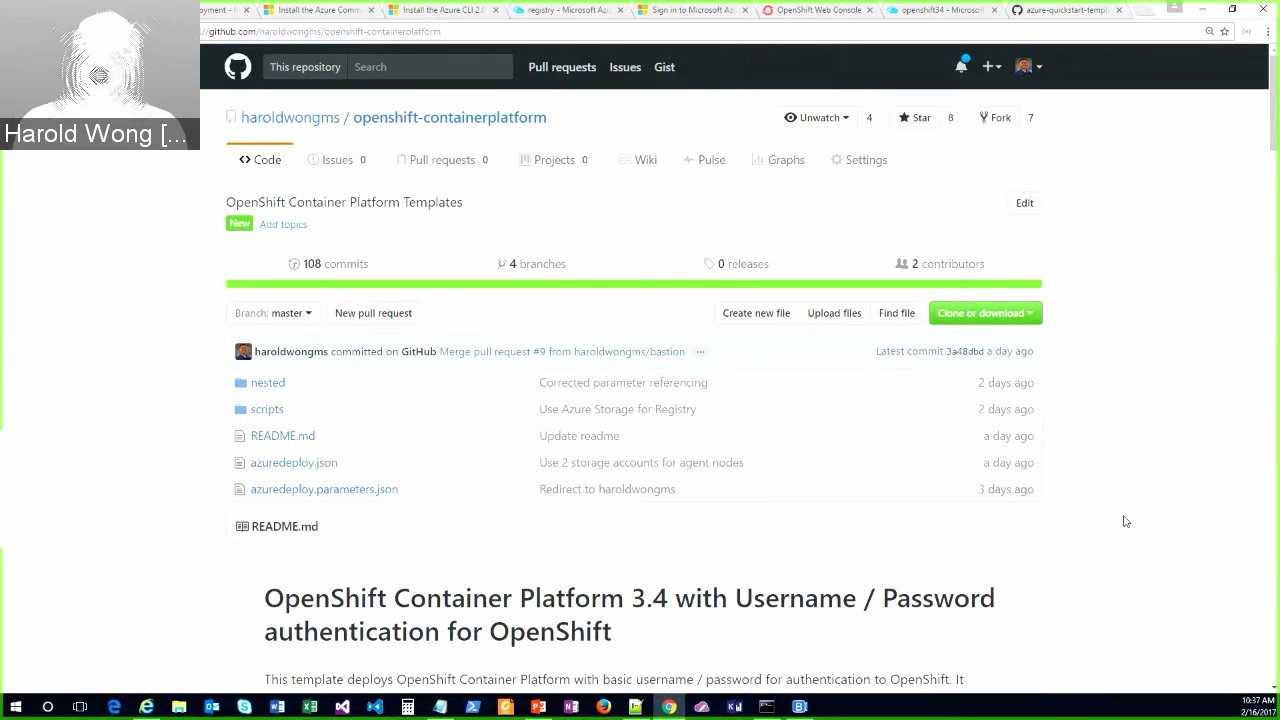 oyment - R
Install the Azure Comm
Install the Azure CLI 2.0
registry - Microsoft Azu
Sign in to Microsoft Az
OpenShift Web Console
openshift34 - Microsoft
azure-quickstart-templ
://github.com/haroldwongms/openshift-containerplatform
Harold Wong [...
This repository Search Pull requests Issues Gist
haroldwongms / openshift-containerplatform
Unwatch 4 Star 8 Fork 7
Code Issues 0 Pull requests 0 Projects 0 Wiki Pulse Graphs Settings
OpenShift Container Platform Templates
Edit
New Add topics
108 commits 4 branches 0 releases 2 contributors
Branch: master New pull request Create new file Upload files Find file Clone or download
haroldwongms committed on GitHub Merge pull request #9 from haroldwongms/bastion ... Latest commit 3a48dbd a day ago
nested Corrected parameter referencing 2 days ago
scripts Use Azure Storage for Registry 2 days ago
README.md Update readme a day ago
azuredeploy.json Use 2 storage accounts for agent nodes a day ago
azuredeploy.parameters.json Redirect to haroldwongms 3 days ago
README.md
OpenShift Container Platform 3.4 with Username / Password
authentication for OpenShift
This template deploys OpenShift Container Platform with basic username / password for authentication to OpenShift. It
10:37 AM
2/16/2017